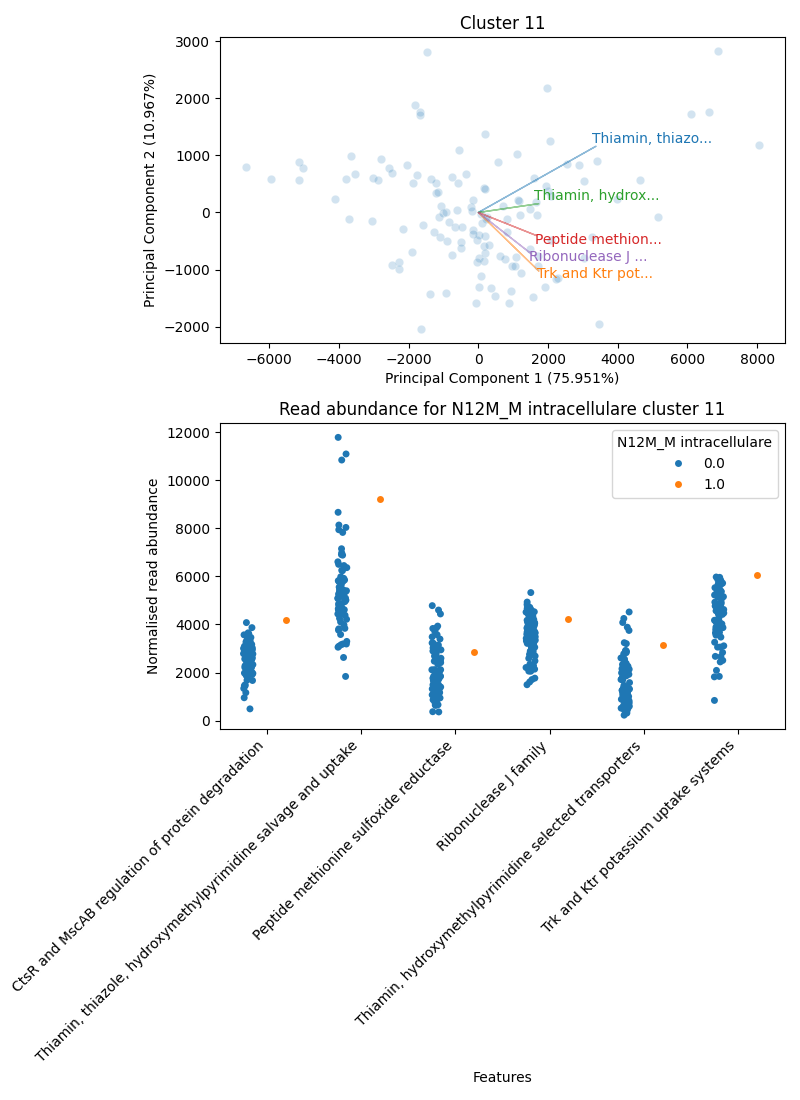 Cluster 11
Principal Component 2 (10.967%)
3000
2000
1000
0
−1000
−2000
Thiamin, thiazo...
Thiamin, hydrox...
Peptide methion...
Ribonuclease J ...
Trk and Ktr pot...
−6000 −4000 −2000 0 2000 4000 6000 8000
Principal Component 1 (75.951%)
Read abundance for N12M_M intracellulare cluster 11
Normalised read abundance
12000
10000
8000
6000
4000
2000
0
N12M_M intracellulare
0.0
1.0
CtsR and MscAB regulation of protein degradation
Thiamin, thiazole, hydroxymethylpyrimidine salvage and uptake
Peptide methionine sulfoxide reductase
Ribonuclease J family
Thiamin, hydroxymethylpyrimidine selected transporters
Trk and Ktr potassium uptake systems
Features